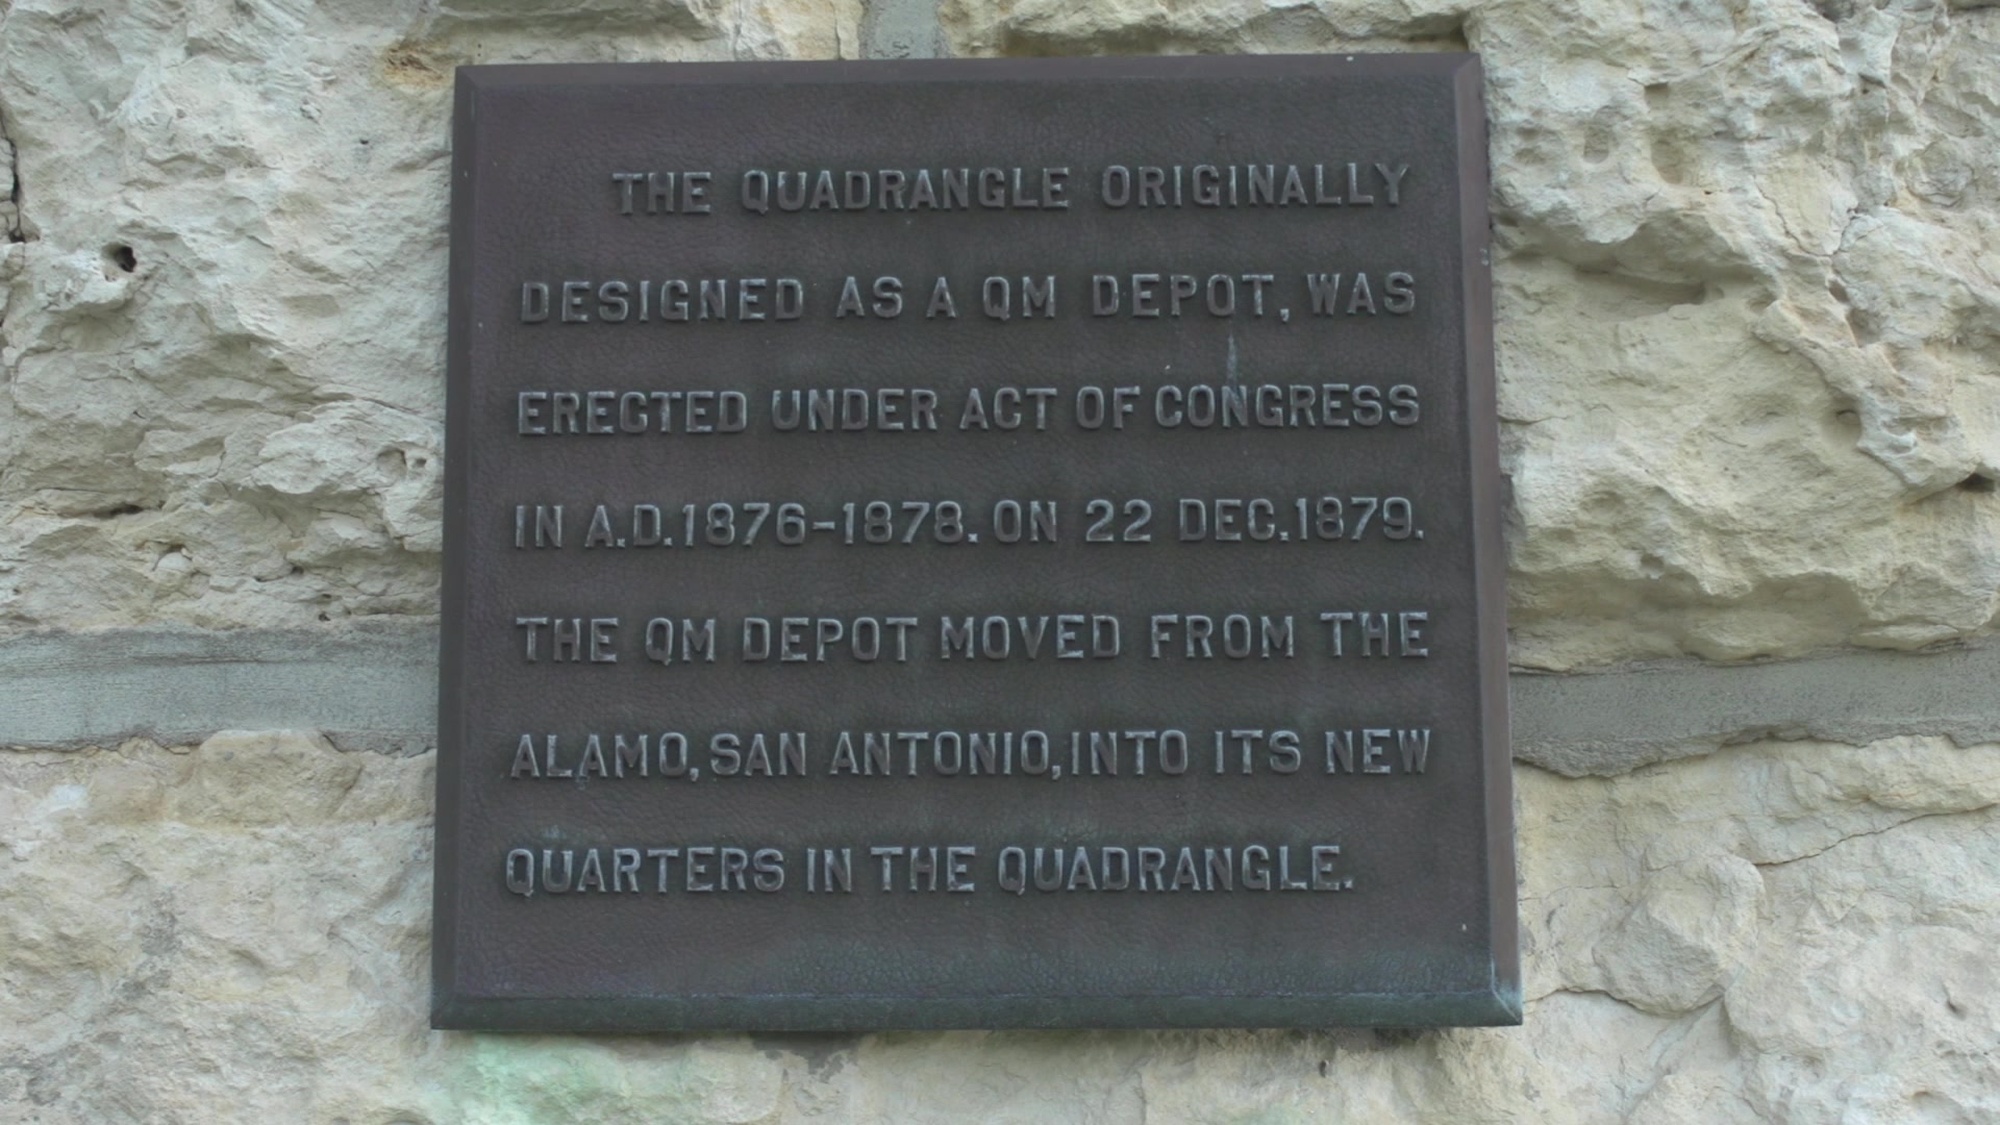 THE QUADRANGLE ORIGINALLY
DESIGNED AS A QM DEPOT, WAS
ERECTED UNDER ACT OF CONGRESS
IN A.D. 1876-1878. ON 22 DEC. 1879.
THE QM DEPOT MOVED FROM THE
ALAMO, SAN ANTONIO, INTO ITS NEW
QUARTERS IN THE QUADRANGLE.